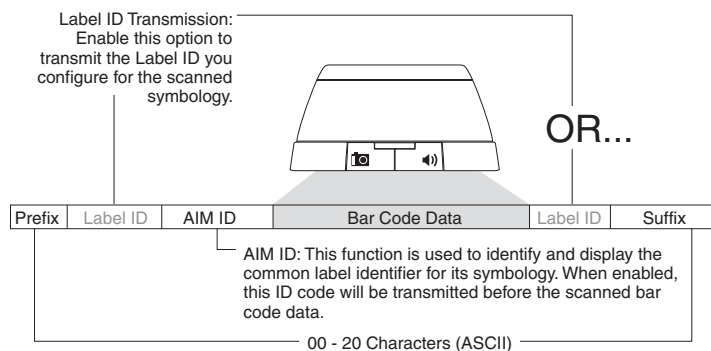 Label ID Transmission:
Enable this option to
transmit the Label ID you
configure for the scanned
symbology.
OR...
Prefix Label ID AIM ID Bar Code Data Label ID Suffix
AIM ID: This function is used to identify and display the
common label identifier for its symbology. When enabled,
this ID code will be transmitted before the scanned bar
code data.
00 - 20 Characters (ASCII)